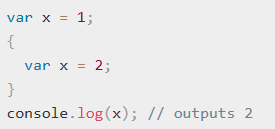 var x = 1;
{
  var x = 2;
}
console.log(x); // outputs 2